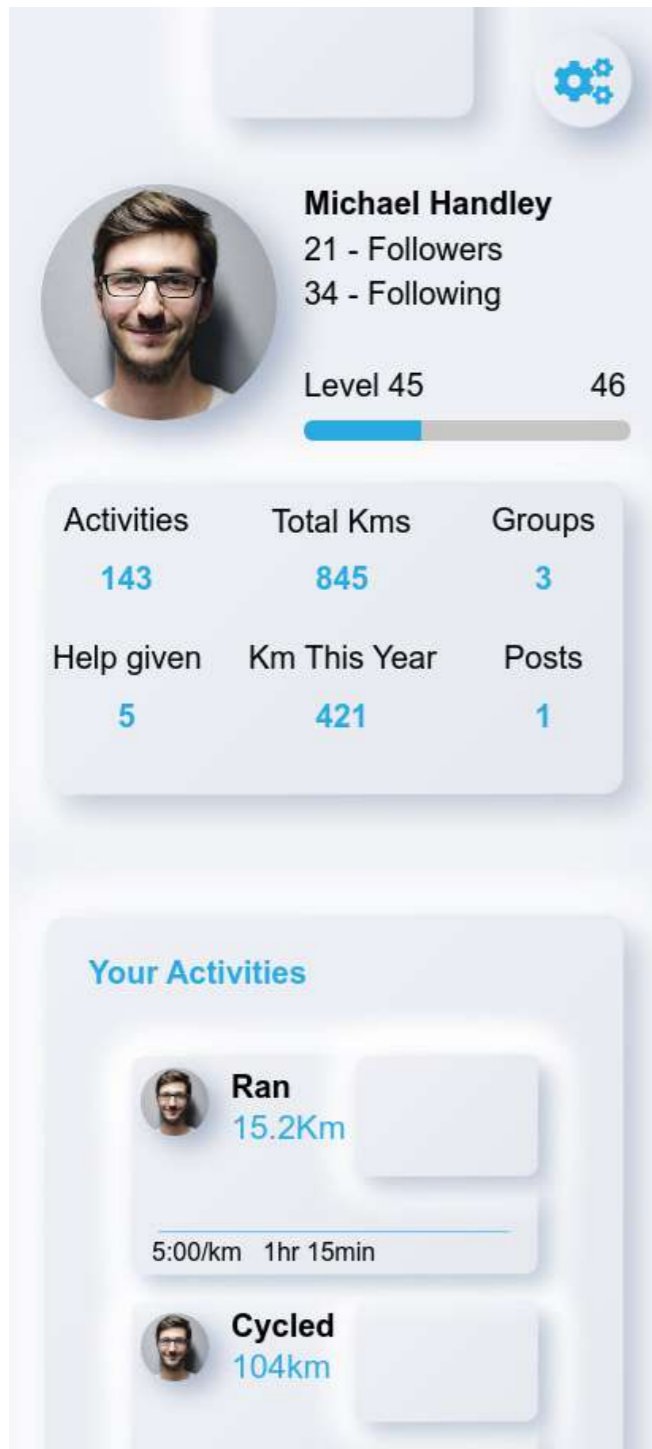 Michael Handley
21 - Followers
34 - Following
Level 45 46
Activities Total Kms Groups
143 845 3
Help given Km This Year Posts
5 421 1
Your Activities
Ran
15.2Km
5:00/km 1hr 15min
Cycled
104km